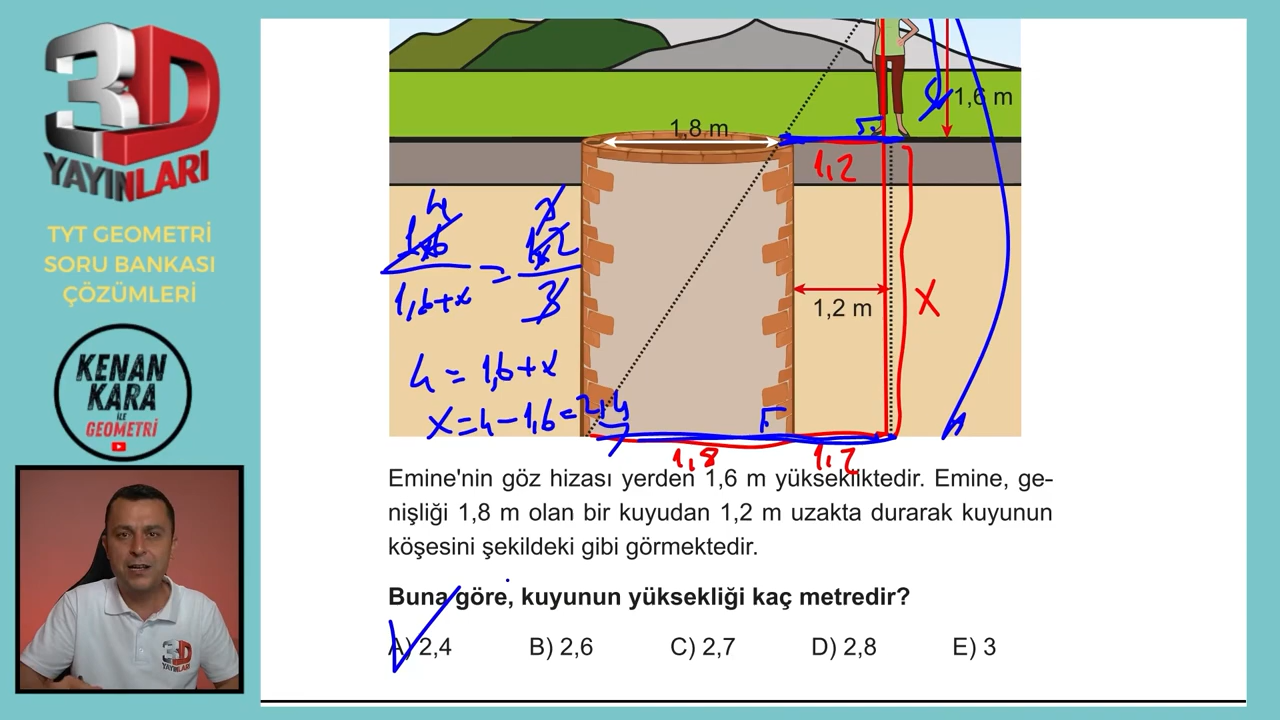 3D
YAYINLARI
TYT GEOMETRİ
SORU BANKASI
ÇÖZÜMLERİ
KENAN
KARA
İLE
GEOMETRİ
3D
YAYINLARI
1,6 m
1,8 m
1,2
4
1,6
1,6+x
=
1,2
3
1,2 m
X
4 = 1,6+x
x=4-1,6=2,4
1,8
1,2
Emine'nin göz hizası yerden 1,6 m yüksekliktedir. Emine, ge-
nişliği 1,8 m olan bir kuyudan 1,2 m uzakta durarak kuyunun
köşesini şekildeki gibi görmektedir.
Buna göre, kuyunun yüksekliği kaç metredir?
A) 2,4 B) 2,6 C) 2,7 D) 2,8 E) 3